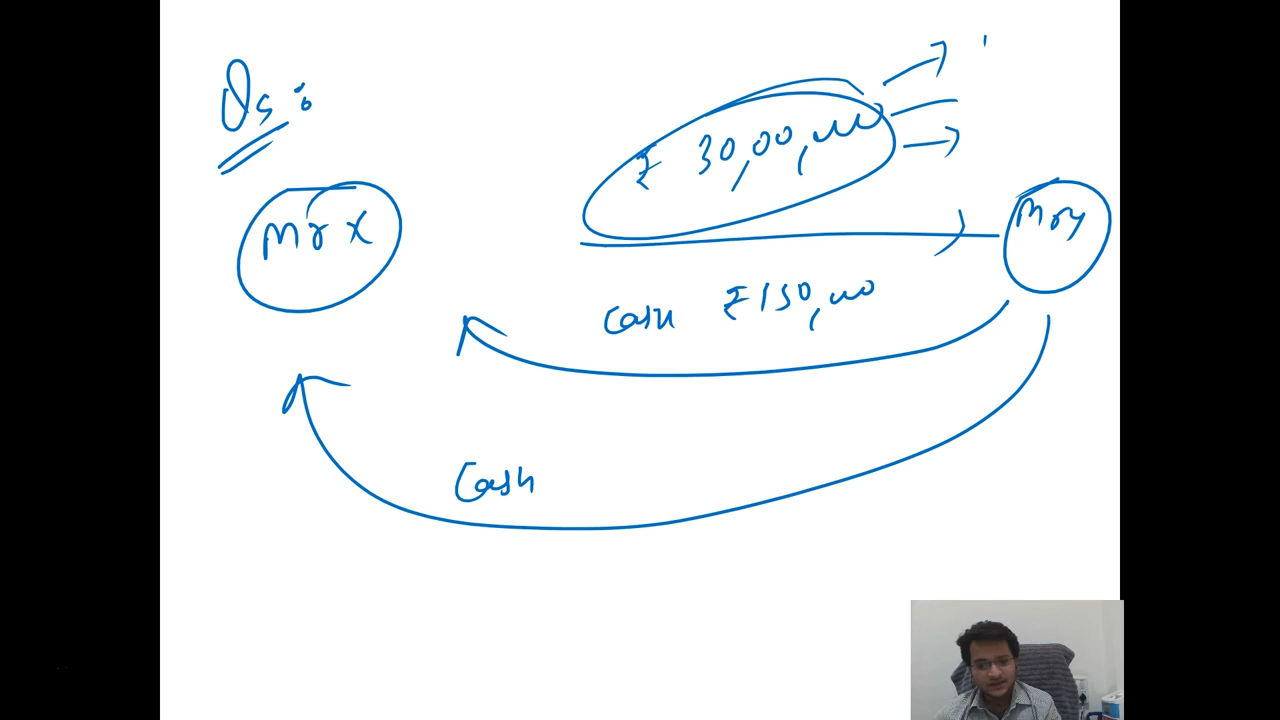 Qs :
₹ 30,00,000
Mr X
Mr Y
Cash ₹ 150,000
Cash